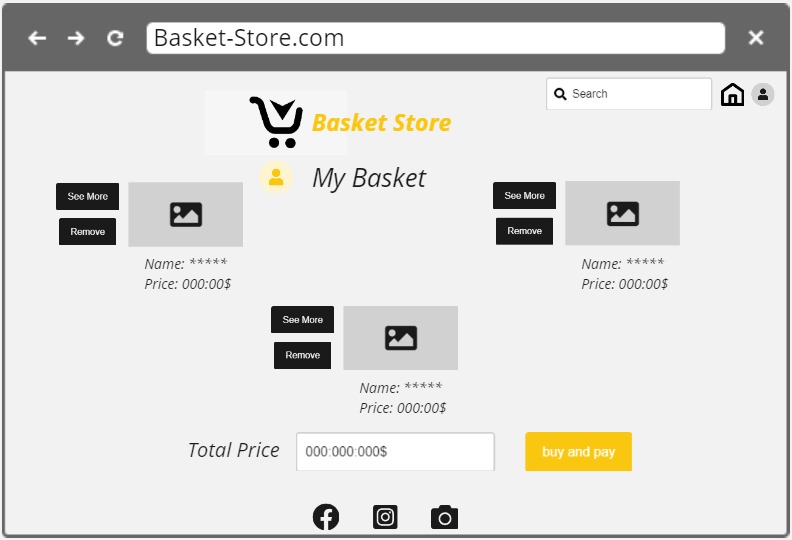 Basket-Store.com
Search
Basket Store
My Basket
See More
Remove
Name: *****
Price: 000:00$
See More
Remove
Name: *****
Price: 000:00$
See More
Remove
Name: *****
Price: 000:00$
Total Price
000:000:000$
buy and pay